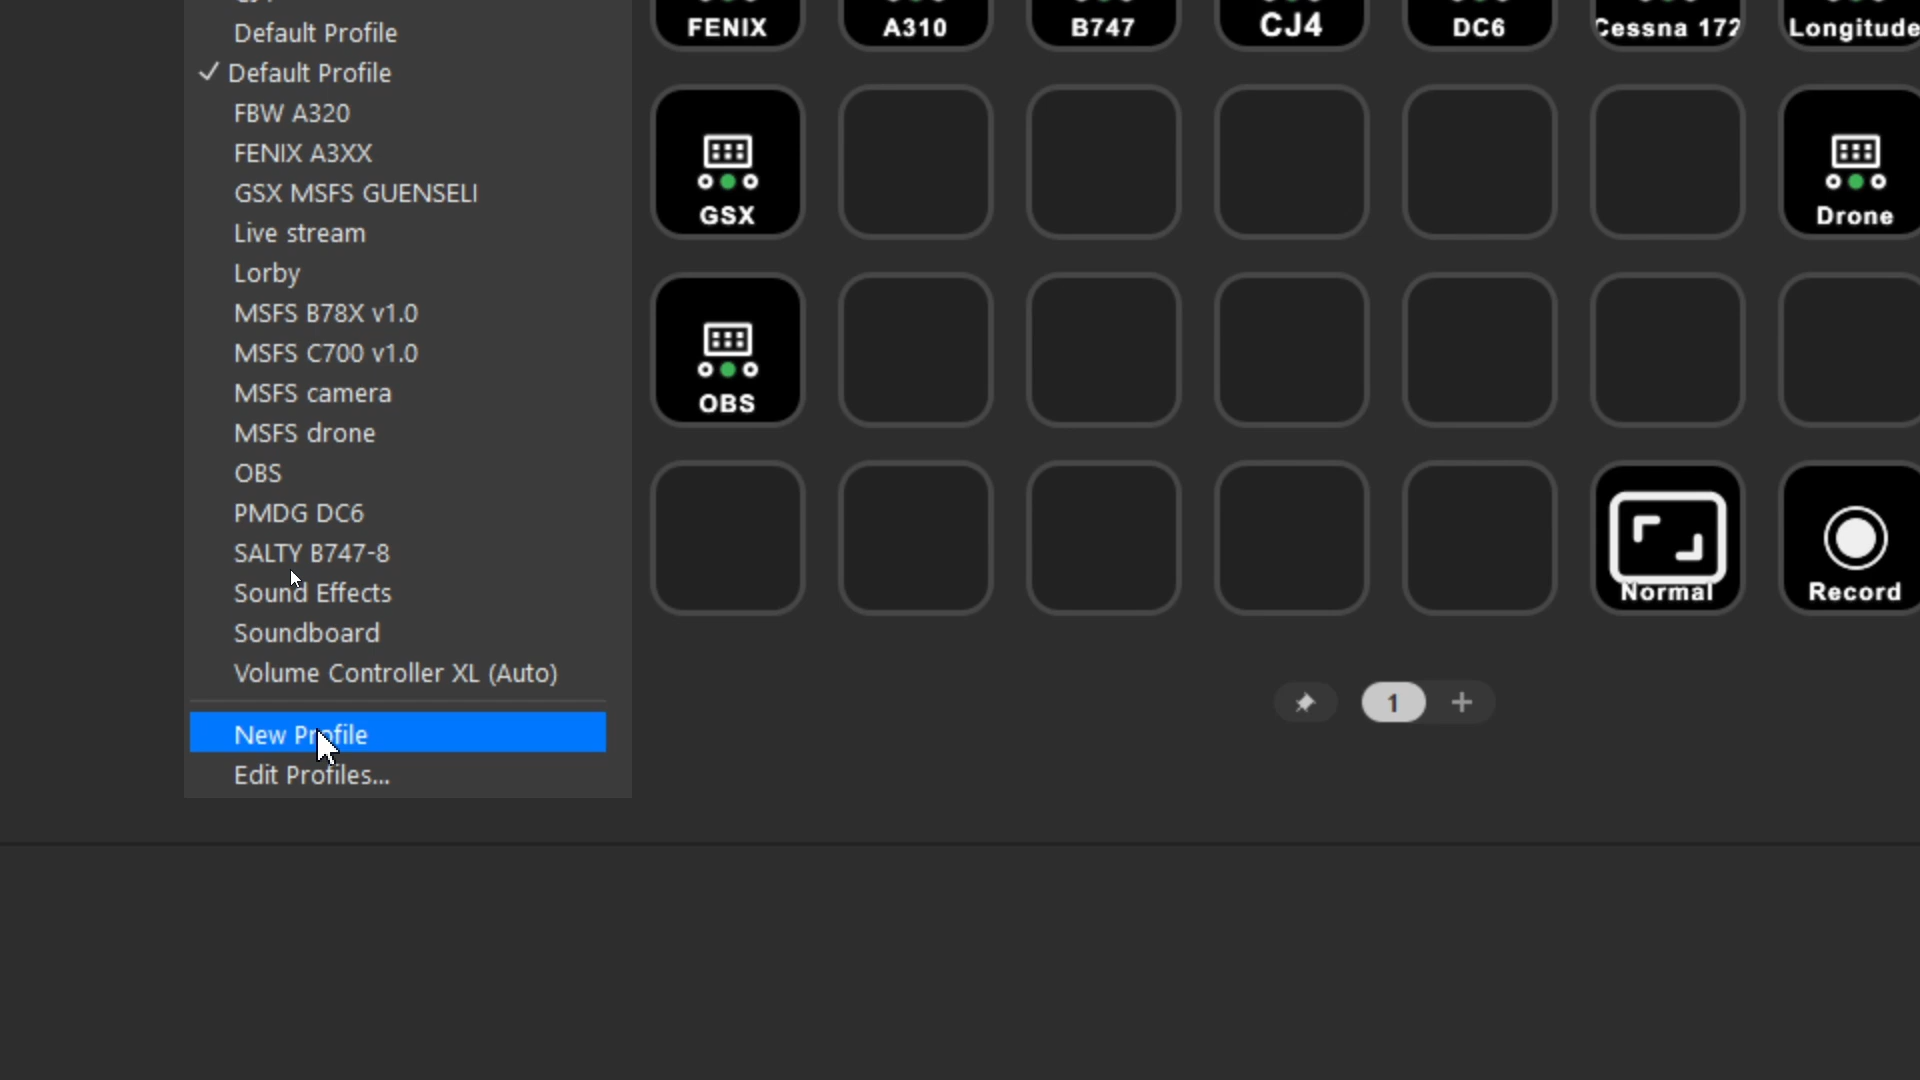 Default Profile
✓ Default Profile
FBW A320
FENIX A3XX
GSX MSFS GUENSELI
Live stream
Lorby
MSFS B78X v1.0
MSFS C700 v1.0
MSFS camera
MSFS drone
OBS
PMDG DC6
SALTY B747-8
Sound Effects
Soundboard
Volume Controller XL (Auto)
New Profile
Edit Profiles...
FENIX
A310
B747
CJ4
DC6
Cessna 172
Longitude
GSX
Drone
OBS
Normal
Record
1